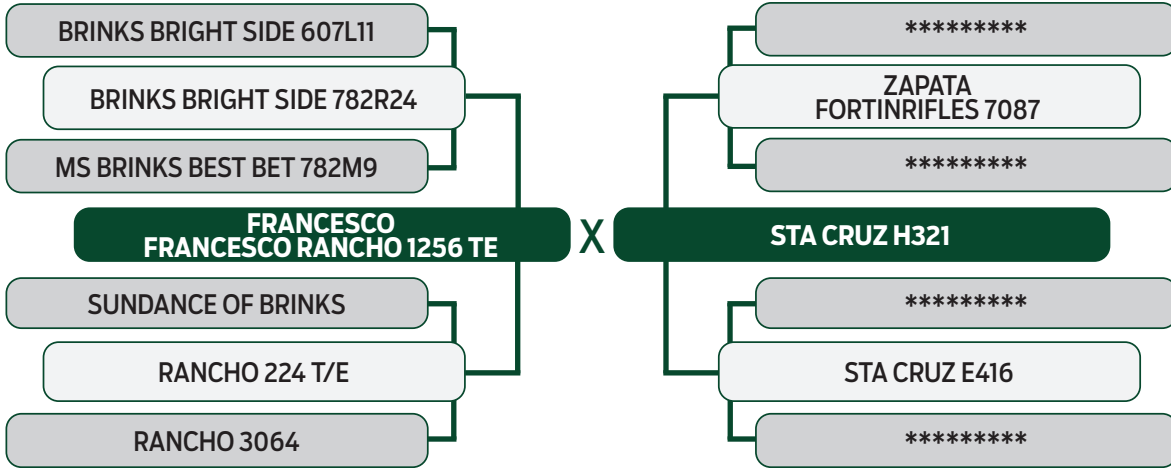 BRINKS BRIGHT SIDE 607L11
BRINKS BRIGHT SIDE 782R24
MS BRINKS BEST BET 782M9
FRANCESCO
FRANCESCO RANCHO 1256 TE
SUNDANCE OF BRINKS
RANCHO 224 T/E
RANCHO 3064
X
*********
ZAPATA
FORTINRIFLES 7087
*********
STA CRUZ H321
*********
STA CRUZ E416
*********